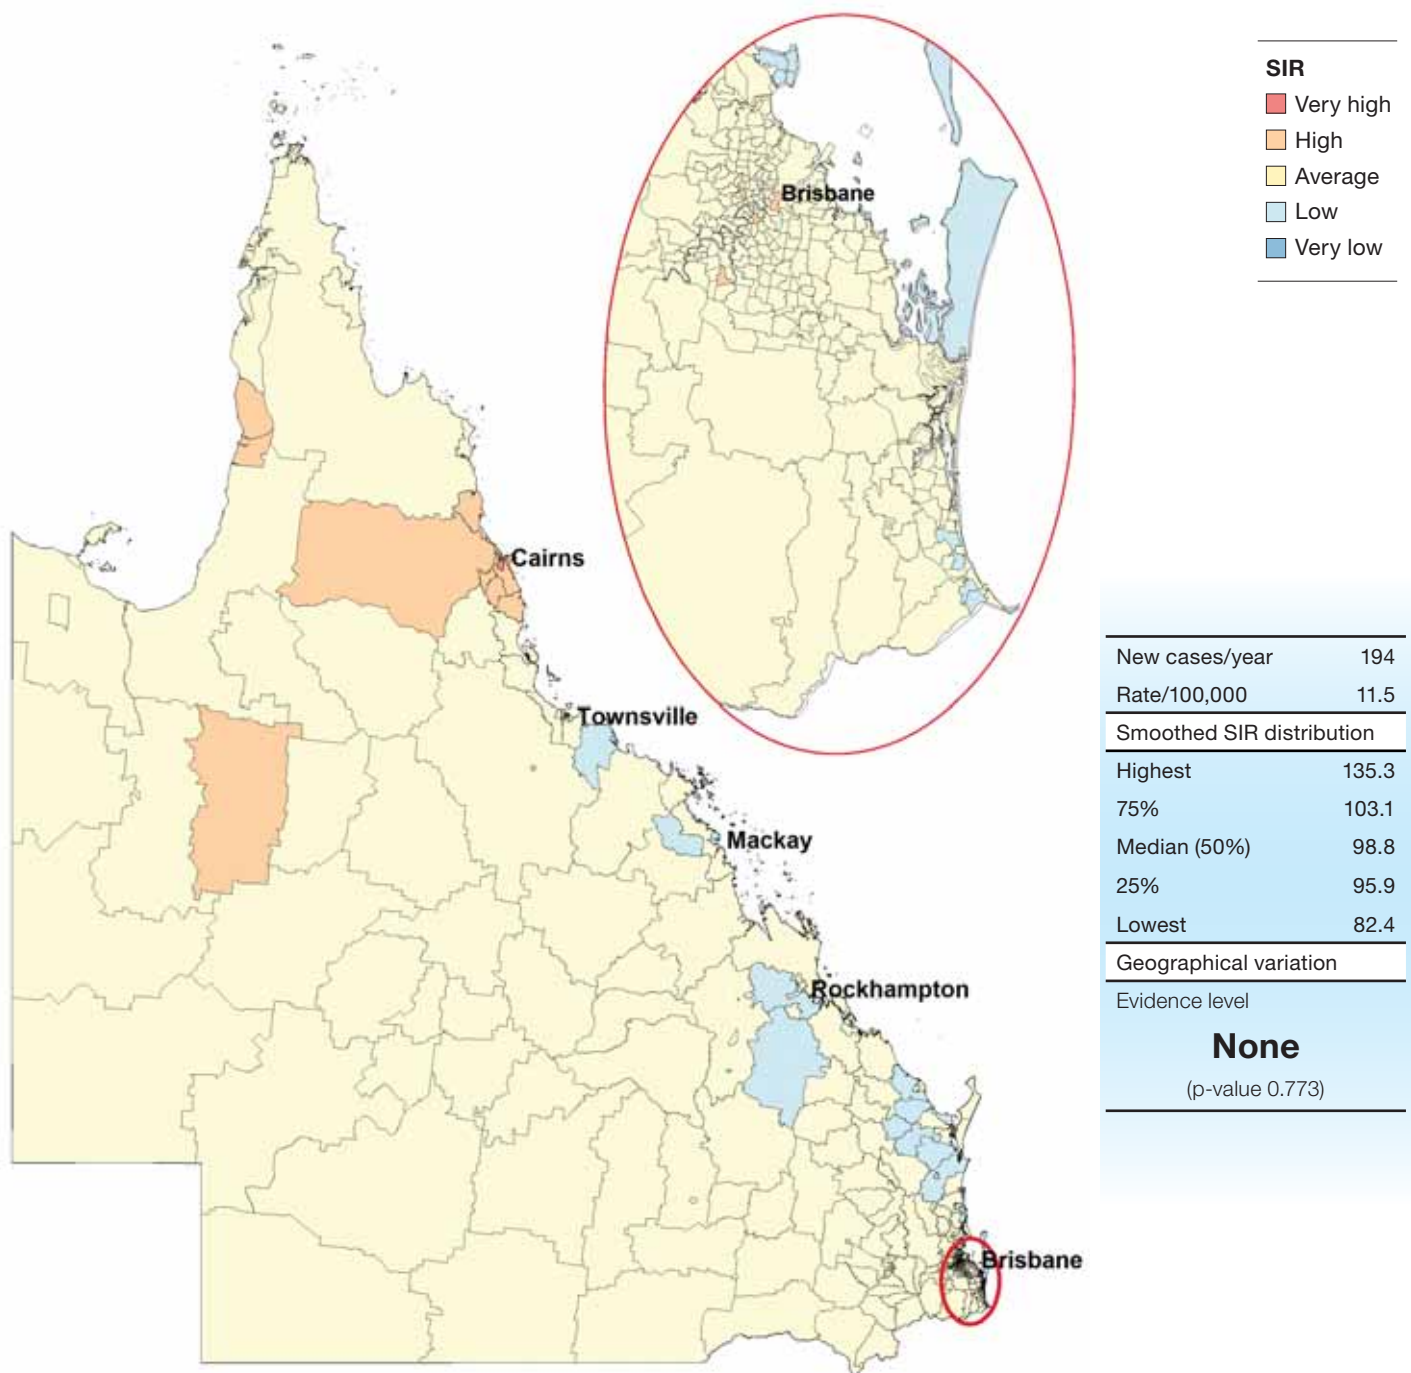 SIR
Very high
High
Average
Low
Very low
Brisbane
Cairns
Townsville
Mackay
Rockhampton
Brisbane
New cases/year 194
Rate/100,000 11.5
Smoothed SIR distribution
Highest 135.3
75% 103.1
Median (50%) 98.8
25% 95.9
Lowest 82.4
Geographical variation
Evidence level
None
(p-value 0.773)